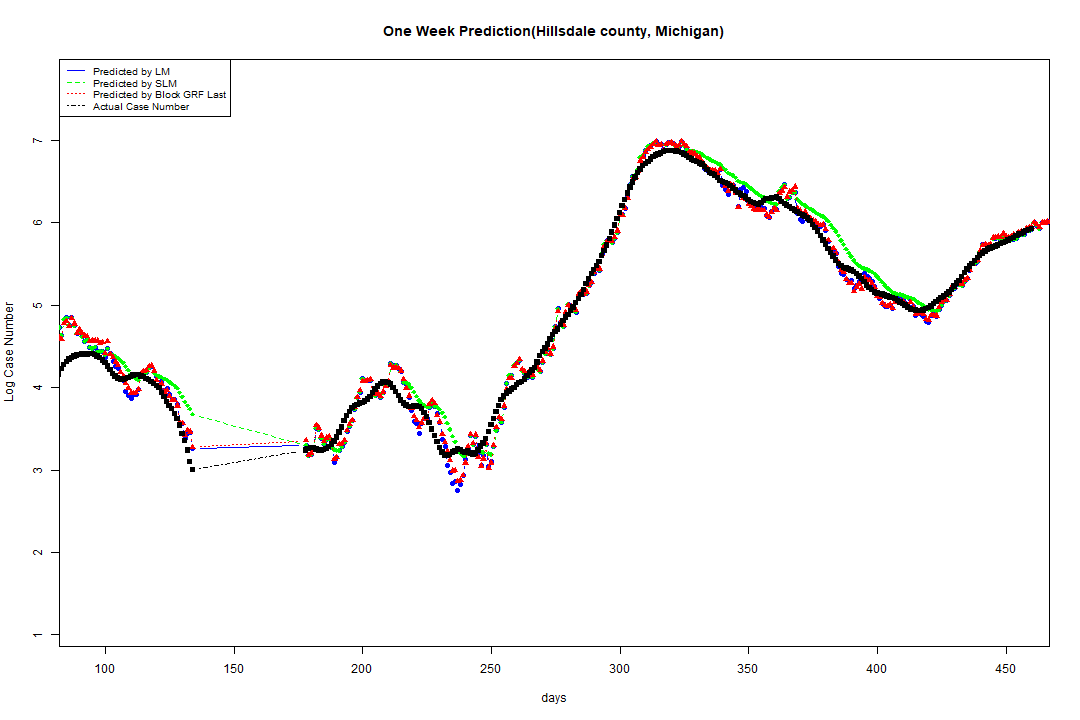 One Week Prediction(Hillsdale county, Michigan)
Predicted by LM
Predicted by SLM
Predicted by Block GRF Last
Actual Case Number
Log Case Number
7
6
5
4
3
2
1
100 150 200 250 300 350 400 450
days